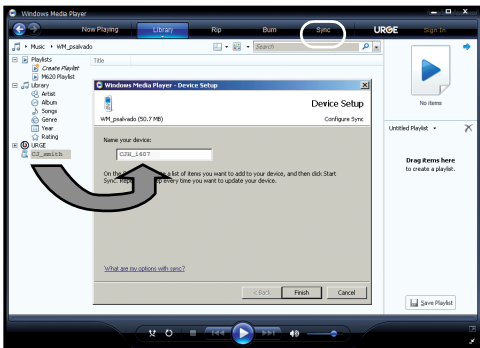 Windows Media Player
Now Playing Library Rip Burn Sync URGE Sign In
Music WM_psalvado Search
Playlists
Create Playlist
M620 Playlist
Library
Artist
Album
Songs
Genre
Year
Rating
URGE
CJ_smith
Title
Windows Media Player - Device Setup
Device Setup
WM_psalvado (50.7 MB) Configure Sync
Name your device:
CJH_i607
On the a list of items you want to add to your device, and then click Start
Sync. every time you want to update your device.
What are my options with sync?
< Back Finish Cancel
No items
Untitled Playlist
Drag items here
to create a playlist.
Save Playlist